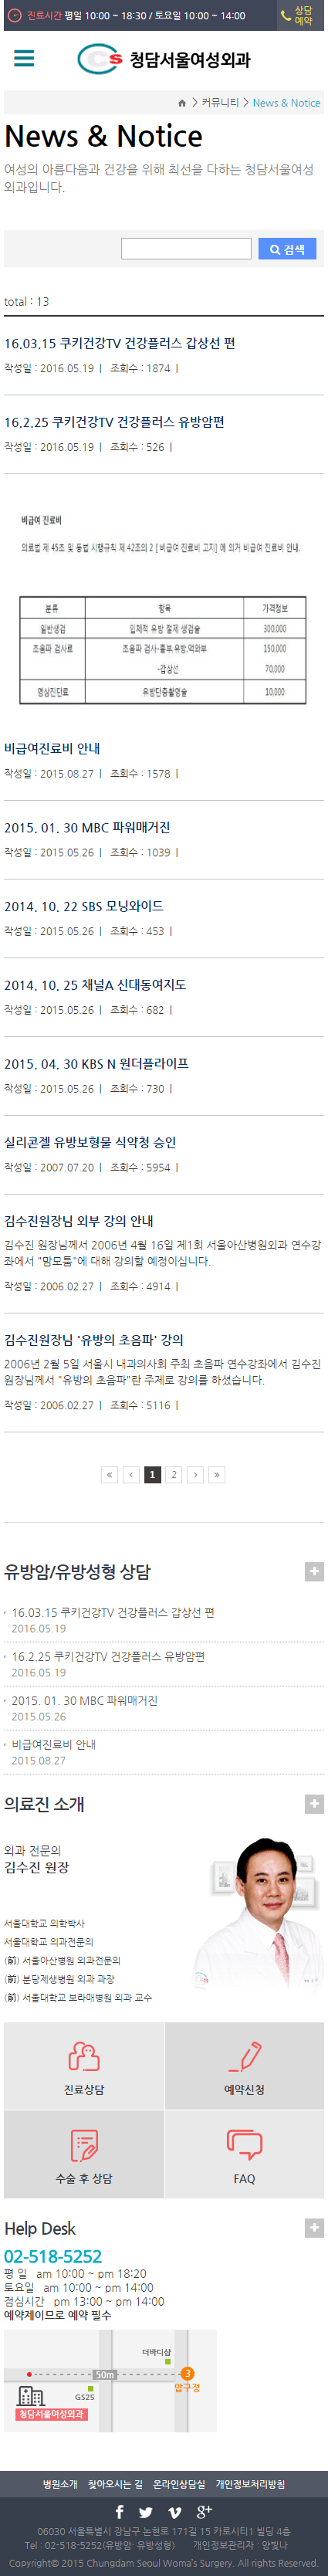 진료시간 평일 10:00 ~ 18:30 / 토요일 10:00 ~ 14:00
상담
예약
CS 청담서울여성외과
> 커뮤니티 > News & Notice
News & Notice
여성의 아름다움과 건강을 위해 최선을 다하는 청담서울여성
외과입니다.
검색
total : 13
16.03.15 쿠키건강TV 건강플러스 갑상선 편
작성일 : 2016.05.19 | 조회수 : 1874 |
16.2.25 쿠키건강TV 건강플러스 유방암편
작성일 : 2016.05.19 | 조회수 : 526 |
비급여 진료비
의료법 제 45조 및 동법 시행규칙 제 42조의 2 [ 비급여 진료비 고지] 에 의거 비급여 진료비 안내.
분류 항목 가격정보
일반생검 입체적 유방 절제 생검술 300,000
초음파 검사료 초음파 검사-흉부,유방,액와부 150,000
-갑상선 70,000
영상진단료 유방단종촬영술 10,000
비급여진료비 안내
작성일 : 2015.08.27 | 조회수 : 1578 |
2015. 01. 30 MBC 파워매거진
작성일 : 2015.05.26 | 조회수 : 1039 |
2014. 10. 22 SBS 모닝와이드
작성일 : 2015.05.26 | 조회수 : 453 |
2014. 10. 25 채널A 신대동여지도
작성일 : 2015.05.26 | 조회수 : 682 |
2015. 04. 30 KBS N 원더플라이프
작성일 : 2015.05.26 | 조회수 : 730 |
실리콘젤 유방보형물 식약청 승인
작성일 : 2007.07.20 | 조회수 : 5954 |
김수진원장님 외부 강의 안내
김수진 원장님께서 2006년 4월 16일 제1회 서울아산병원외과 연수강
좌에서 "맘모툼"에 대해 강의할 예정이십니다.
작성일 : 2006.02.27 | 조회수 : 4914 |
김수진원장님 '유방의 초음파' 강의
2006년 2월 5일 서울시 내과의사회 주최 초음파 연수강좌에서 김수진
원장님께서 "유방의 초음파"란 주제로 강의를 하셨습니다.
작성일 : 2006.02.27 | 조회수 : 5116 |
« ‹ 1 2 › »
유방암/유방성형 상담
16.03.15 쿠키건강TV 건강플러스 갑상선 편
2016.05.19
16.2.25 쿠키건강TV 건강플러스 유방암편
2016.05.19
2015. 01. 30 MBC 파워매거진
2015.05.26
비급여진료비 안내
2015.08.27
의료진 소개
외과 전문의
김수진 원장
서울대학교 의학박사
서울대학교 외과전문의
(前) 서울아산병원 외과전문의
(前) 분당제생병원 외과 과장
(前) 서울대학교 보라매병원 외과 교수
진료상담
예약신청
수술 후 상담
FAQ
Help Desk
02-518-5252
평 일 am 10:00 ~ pm 18:20
토요일 am 10:00 ~ pm 14:00
점심시간 pm 13:00 ~ pm 14:00
예약제이므로 예약 필수
더바디샵
50m
3
압구정
GS25
청담서울여성외과
병원소개 찾아오시는 길 온라인상담실 개인정보처리방침
06030 서울특별시 강남구 논현로 171길 15 카로시티1 빌딩 4층
Tel : 02-518-5252(유방암· 유방성형) 개인정보관리자 : 양빛나
Copyright© 2015 Chungdam Seoul Woma's Surgery. All rights Reserved.